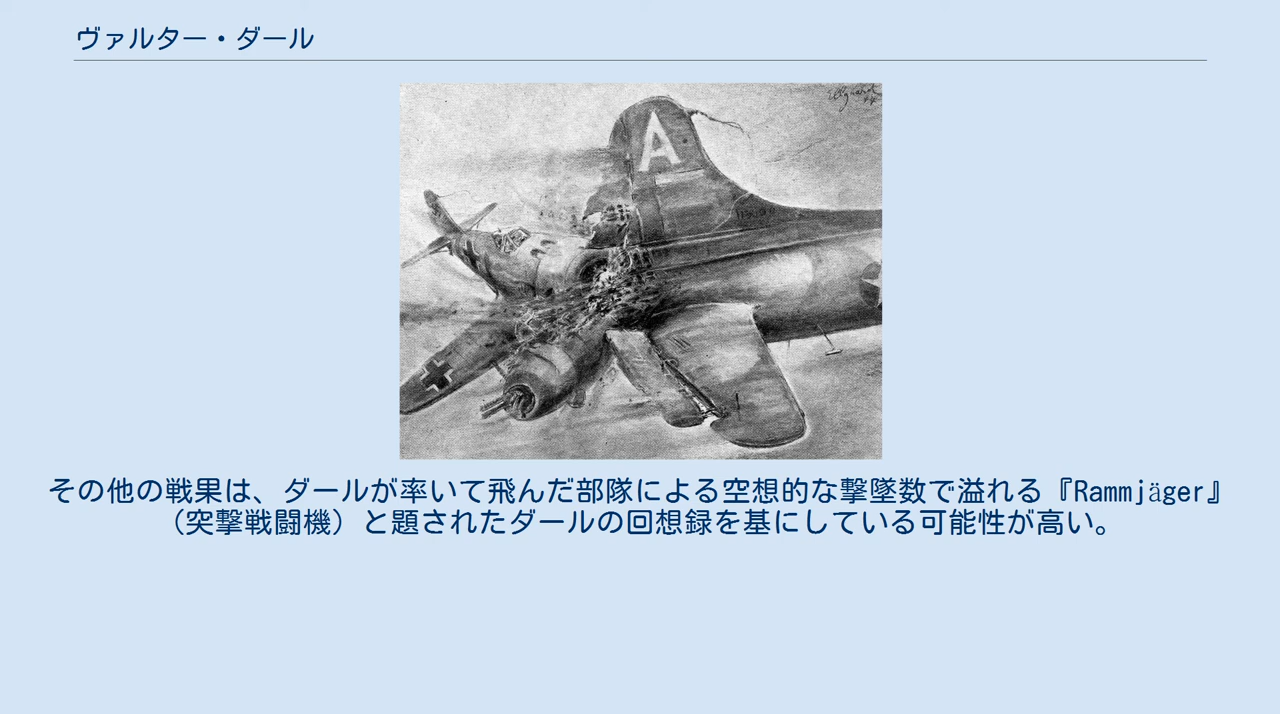 ヴァルター・ダール
A
その他の戦果は、ダールが率いて飛んだ部隊による空想的な撃墜数で溢れる『Rammjäger』
（突撃戦闘機）と題されたダールの回想録を基にしている可能性が高い。